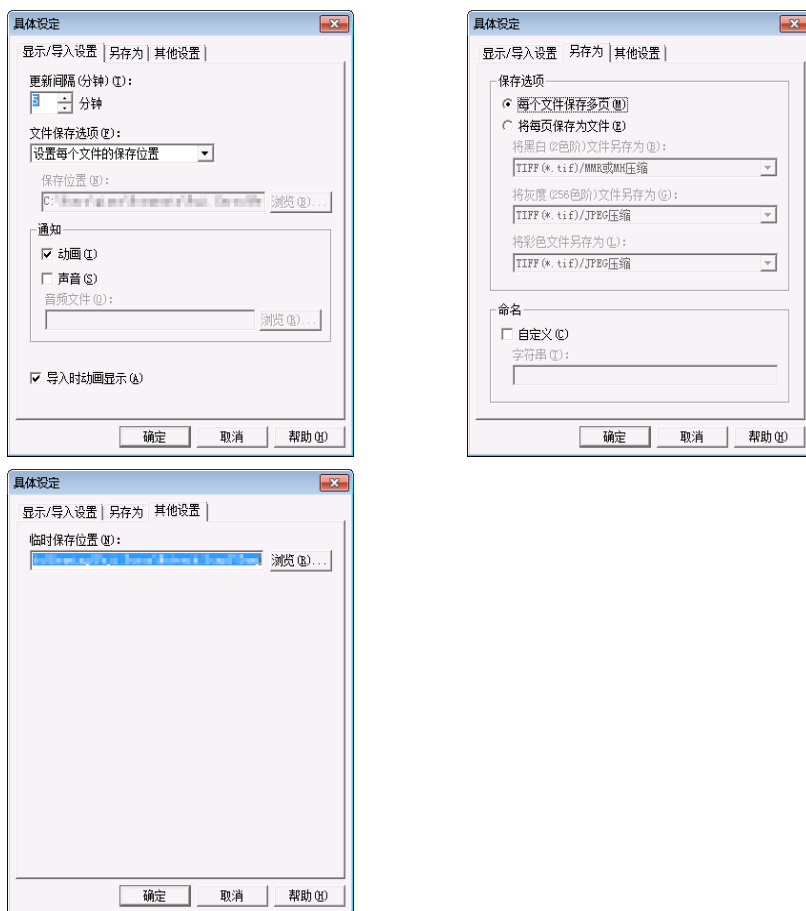 具体设定
显示/导入设置 另存为 其他设置
更新间隔(分钟)(T):
分钟
文件保存选项(F):
设置每个文件的保存位置
保存位置(N):
C:
浏览(B)...
通知
动画(I)
声音(S)
音频文件(O):
浏览(R)...
导入时动画显示(A)
确定 取消 帮助(H)
具体设定
显示/导入设置 另存为 其他设置
保存选项
每个文件保存多页(M)
将每页保存为文件(E)
将黑白(2色阶)文件另存为(B):
TIFF(*.tif)/MMR或MH压缩
将灰度(256色阶)文件另存为(G):
TIFF(*.tif)/JPEG压缩
将彩色文件另存为(L):
TIFF(*.tif)/JPEG压缩
命名
自定义(C)
字符串(T):
确定 取消 帮助(H)
具体设定
显示/导入设置 另存为 其他设置
临时保存位置(N):
浏览(R)...
确定 取消 帮助(H)